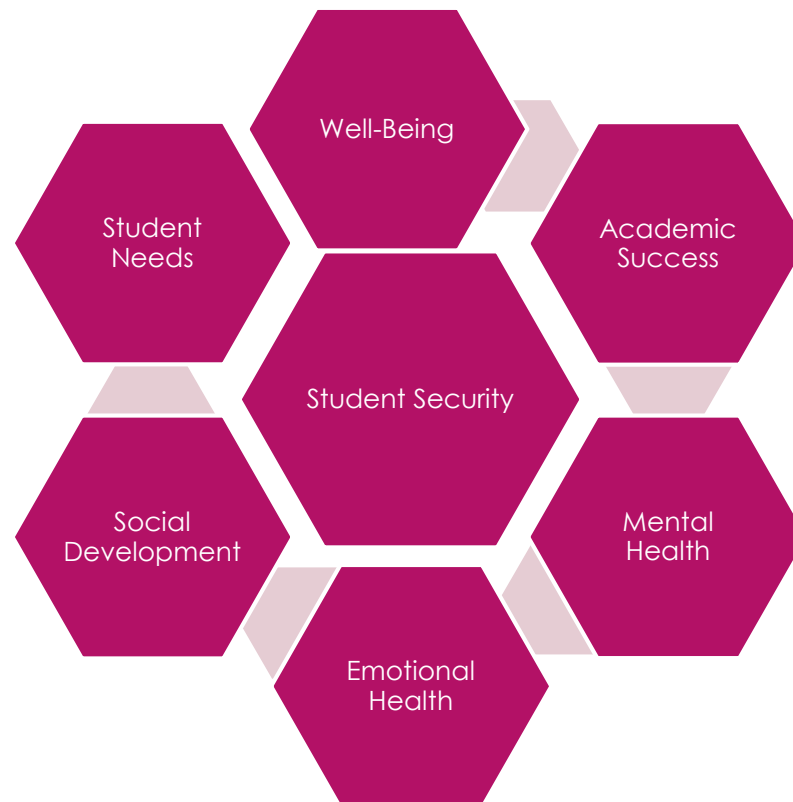 Well-Being
Academic
Success
Mental
Health
Emotional
Health
Social
Development
Student
Needs
Student Security